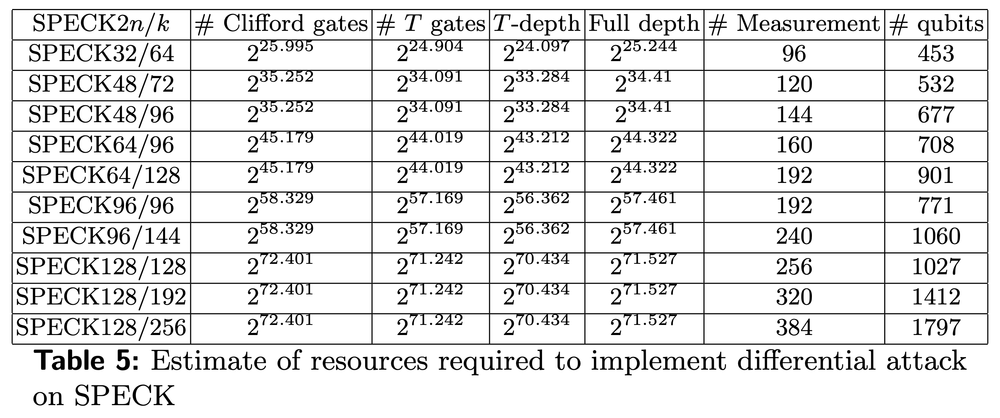 SPECK2n/k # Clifford gates # T gates T-depth Full depth # Measurement # qubits
SPECK32/64 2^25.995 2^24.904 2^24.097 2^25.244 96 453
SPECK48/72 2^35.252 2^34.091 2^33.284 2^34.41 120 532
SPECK48/96 2^35.252 2^34.091 2^33.284 2^34.41 144 677
SPECK64/96 2^45.179 2^44.019 2^43.212 2^44.322 160 708
SPECK64/128 2^45.179 2^44.019 2^43.212 2^44.322 192 901
SPECK96/96 2^58.329 2^57.169 2^56.362 2^57.461 192 771
SPECK96/144 2^58.329 2^57.169 2^56.362 2^57.461 240 1060
SPECK128/128 2^72.401 2^71.242 2^70.434 2^71.527 256 1027
SPECK128/192 2^72.401 2^71.242 2^70.434 2^71.527 320 1412
SPECK128/256 2^72.401 2^71.242 2^70.434 2^71.527 384 1797
Table 5: Estimate of resources required to implement differential attack
on SPECK